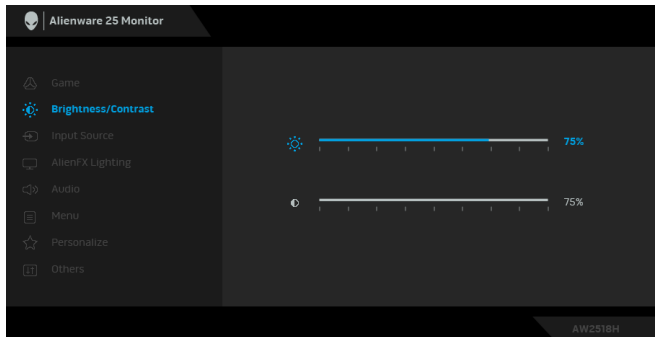 Alienware 25 Monitor
Game
Brightness/Contrast
Input Source
AlienFX Lighting
Audio
Menu
Personalize
Others
75%
75%
AW2518H